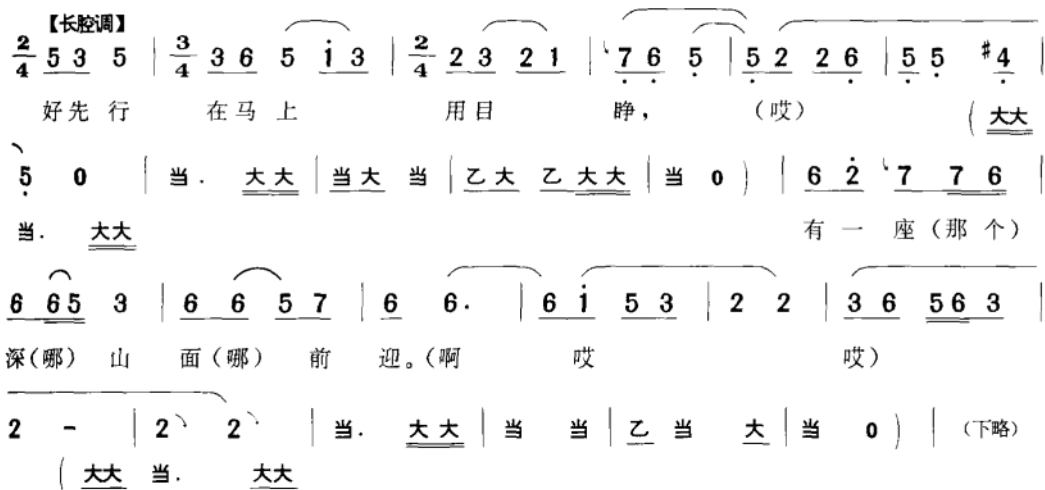 【长腔调】
2/4 5 3 5 | 3/4 3 6 5 i 3 | 2/4 2 3 2 1 | 7 6 5 | 5 2 2 6 | 5 5 #4 |
好先 行 在马 上 用目 睁， （哎） （ 大大
5 0 | 当． 大大 | 当大 当 | 乙大 乙大大 | 当 0 ） | 6 2 7 7 6 |
当． 大大 有 一 座（那 个）
6 6 5 3 | 6 6 5 7 | 6 6· | 6 i 5 3 | 2 2 | 3 6 5 6 3 |
深（哪） 山 面（哪） 前 迎。（啊 哎 哎）
2 - | 2 2 | 当． 大大 | 当 当 | 乙 当 大 | 当 0 ） | （下略）
（ 大大 当． 大大